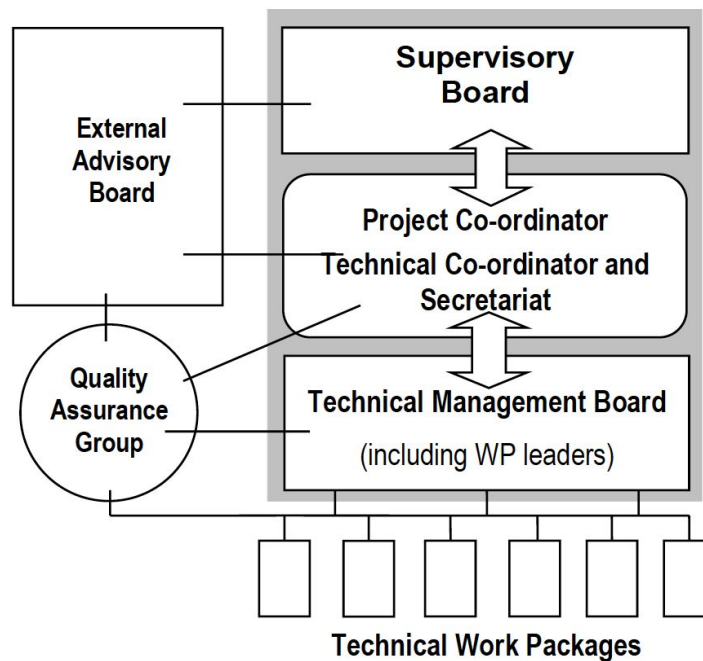 Supervisory
Board
External
Advisory
Board
Project Co-ordinator
Technical Co-ordinator and
Secretariat
Quality
Assurance
Group
Technical Management Board
(including WP leaders)
Technical Work Packages